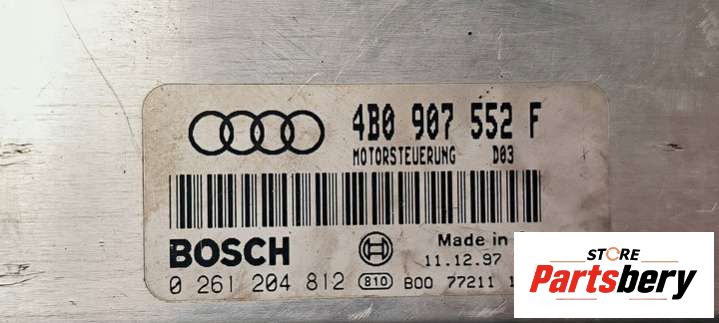 4B0 907 552 F
MOTORSTEUERUNG D03
BOSCH
Made in
11.12.97
0 261 204 812 810 B00 77211
STORE
Partsbery